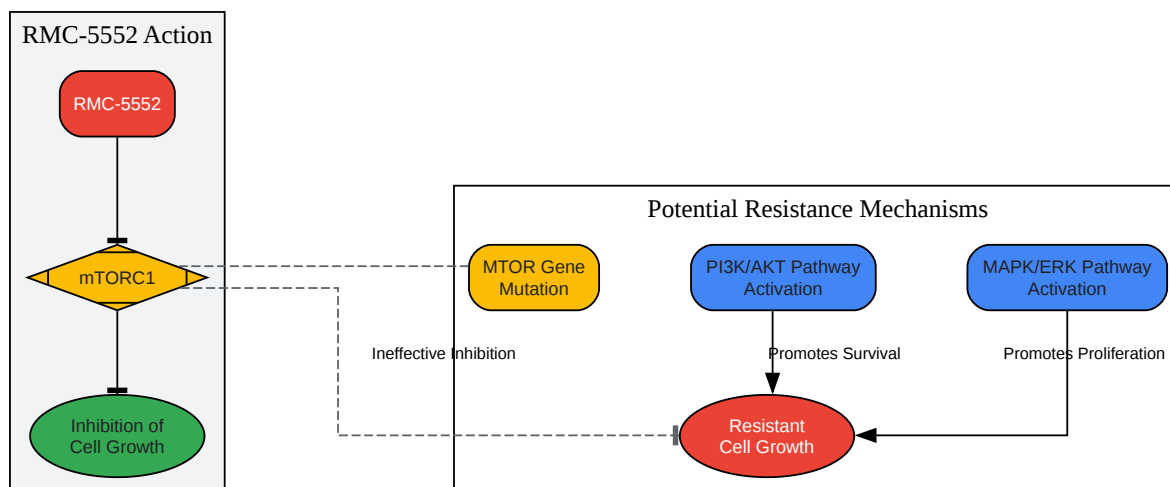 RMC-5552 Action
RMC-5552
mTORC1
Inhibition of
Cell Growth
Potential Resistance Mechanisms
MTOR Gene
Mutation
PI3K/AKT Pathway
Activation
MAPK/ERK Pathway
Activation
Ineffective Inhibition
Promotes Survival
Promotes Proliferation
Resistant
Cell Growth